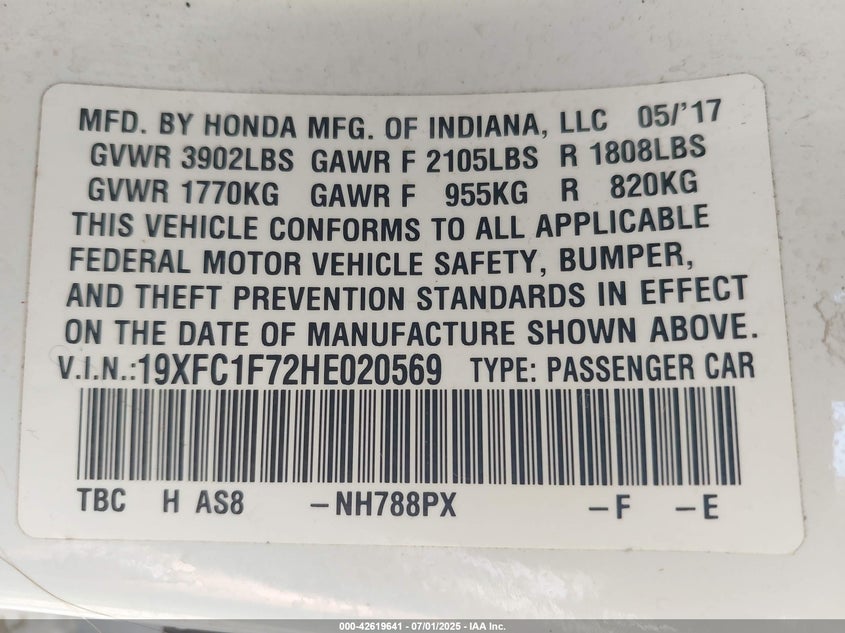 MFD. BY HONDA MFG. OF INDIANA, LLC 05/'17
GVWR 3902LBS GAWR F 2105LBS R 1808LBS
GVWR 1770KG GAWR F 955KG R 820KG
THIS VEHICLE CONFORMS TO ALL APPLICABLE
FEDERAL MOTOR VEHICLE SAFETY, BUMPER,
AND THEFT PREVENTION STANDARDS IN EFFECT
ON THE DATE OF MANUFACTURE SHOWN ABOVE.
V.I.N.:19XFC1F72HE020569 TYPE: PASSENGER CAR
TBC H AS8 –NH788PX –F –E
000-42619641 / 07/01/2025 - IAA Inc.